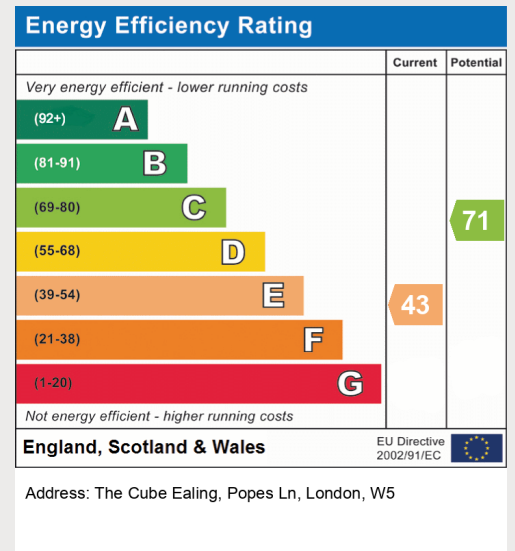 Energy Efficiency Rating
Current Potential
Very energy efficient - lower running costs
(92+) A
(81-91) B
(69-80) C
71
(55-68) D
(39-54) E
43
(21-38) F
(1-20) G
Not energy efficient - higher running costs
England, Scotland & Wales
EU Directive
2002/91/EC
Address: The Cube Ealing, Popes Ln, London, W5